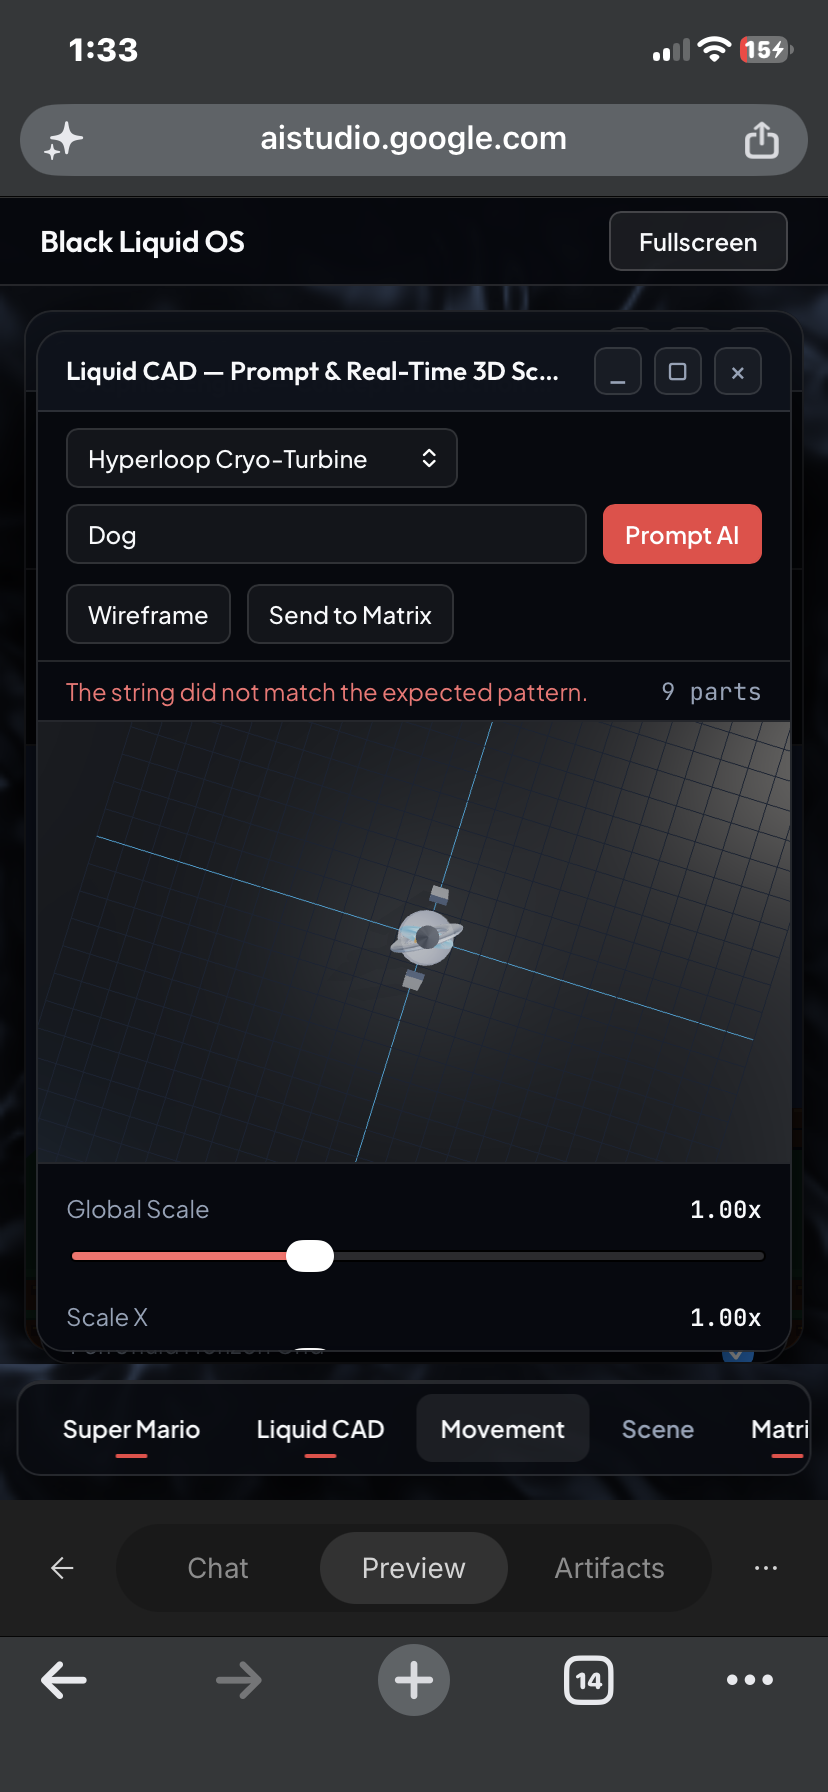 1:33
15
aistudio.google.com
Black Liquid OS
Fullscreen
Liquid CAD — Prompt & Real-Time 3D Sc...
Hyperloop Cryo-Turbine
Dog
Prompt AI
Wireframe
Send to Matrix
The string did not match the expected pattern.
9 parts
Global Scale
1.00x
Scale X
1.00x
Super Mario
Liquid CAD
Movement
Scene
Matri
Chat
Preview
Artifacts
14